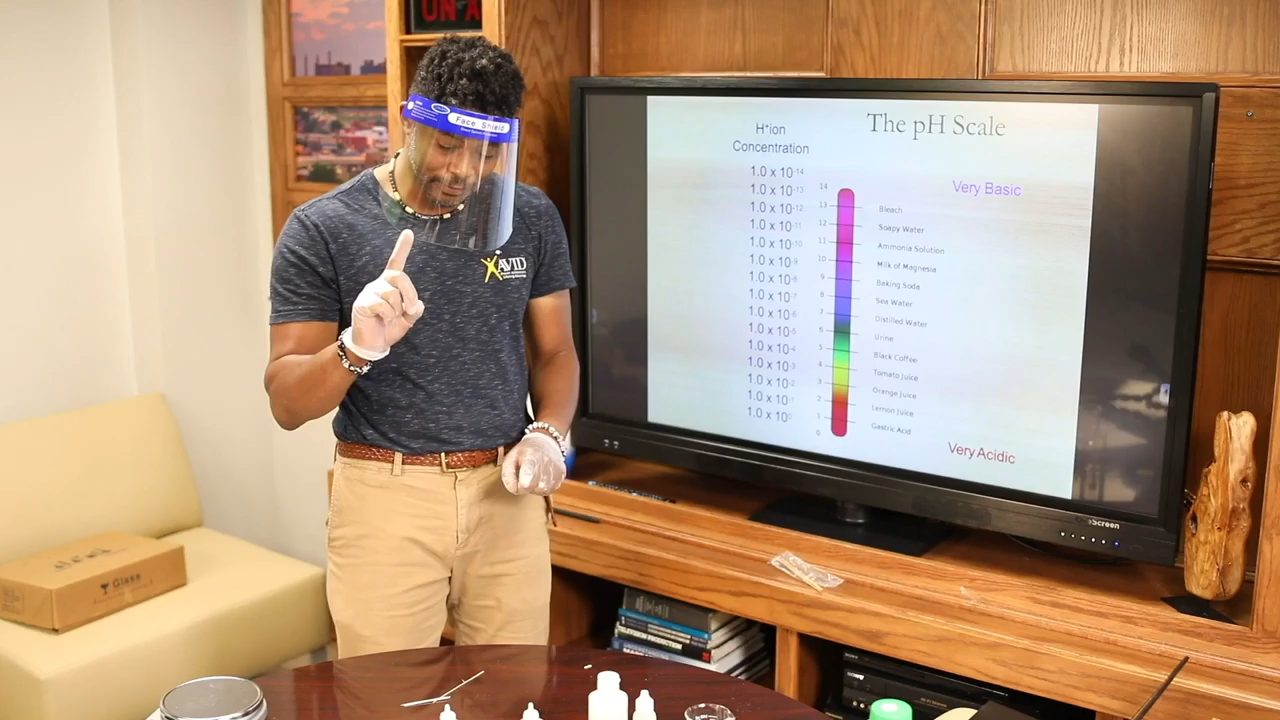 ON A
Face Shield
AVID
Glass
The pH Scale
H+ion
Concentration
1.0 x 10-14
1.0 x 10-13
1.0 x 10-12
1.0 x 10-11
1.0 x 10-10
1.0 x 10-9
1.0 x 10-8
1.0 x 10-7
1.0 x 10-6
1.0 x 10-5
1.0 x 10-4
1.0 x 10-3
1.0 x 10-2
1.0 x 10-1
1.0 x 100
14
13
12
11
10
9
8
7
6
5
4
3
2
1
0
Very Basic
Bleach
Soapy Water
Ammonia Solution
Milk of Magnesia
Baking Soda
Sea Water
Distilled Water
Urine
Black Coffee
Tomato Juice
Orange Juice
Lemon Juice
Gastric Acid
Very Acidic
Screen
TELEVISION PRODUCTION
SONY